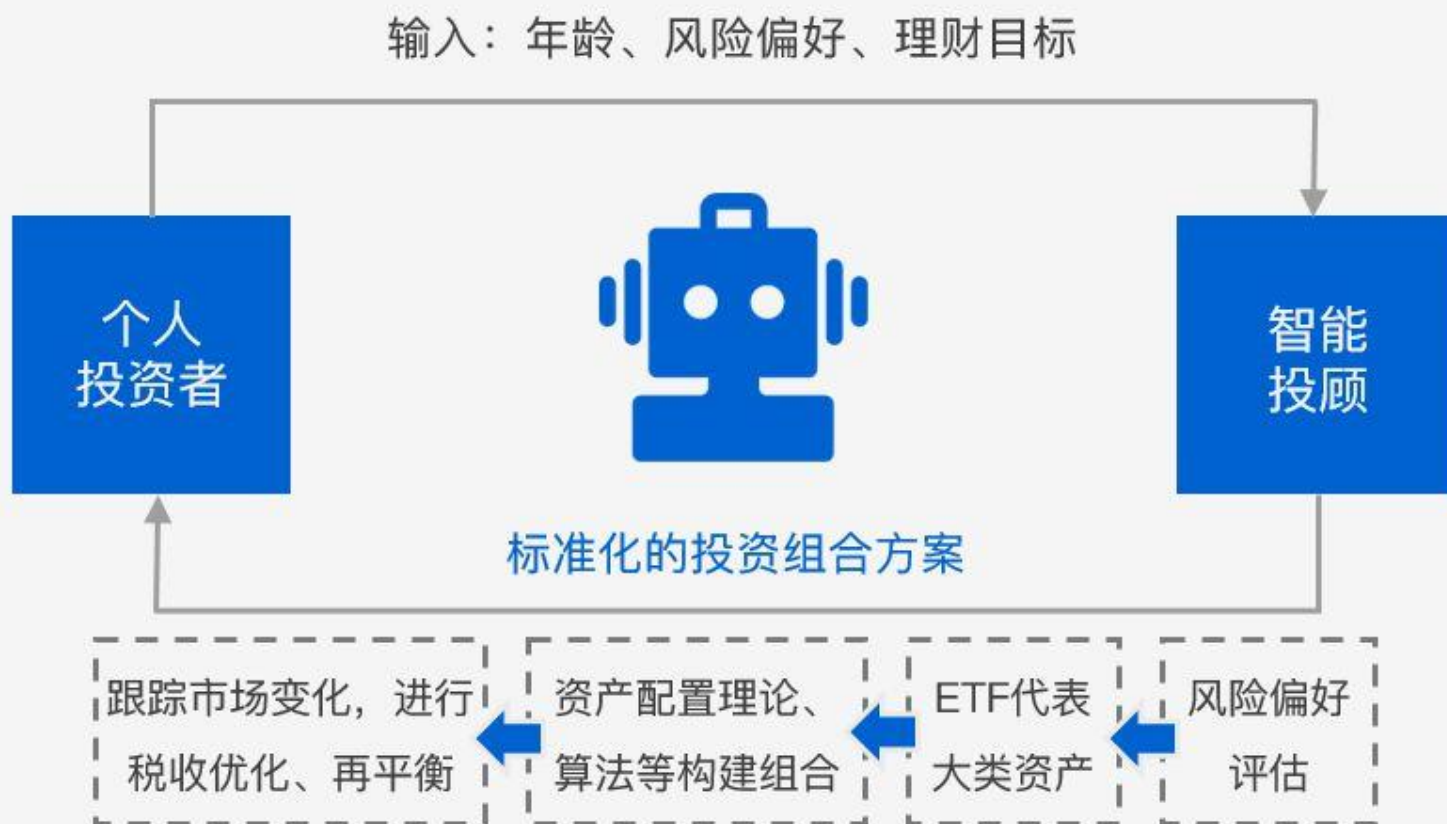 输入：年龄、风险偏好、理财目标
个人
投资者
智能
投顾
标准化的投资组合方案
跟踪市场变化，进行
税收优化、再平衡
资产配置理论、
算法等构建组合
ETF代表
大类资产
风险偏好
评估